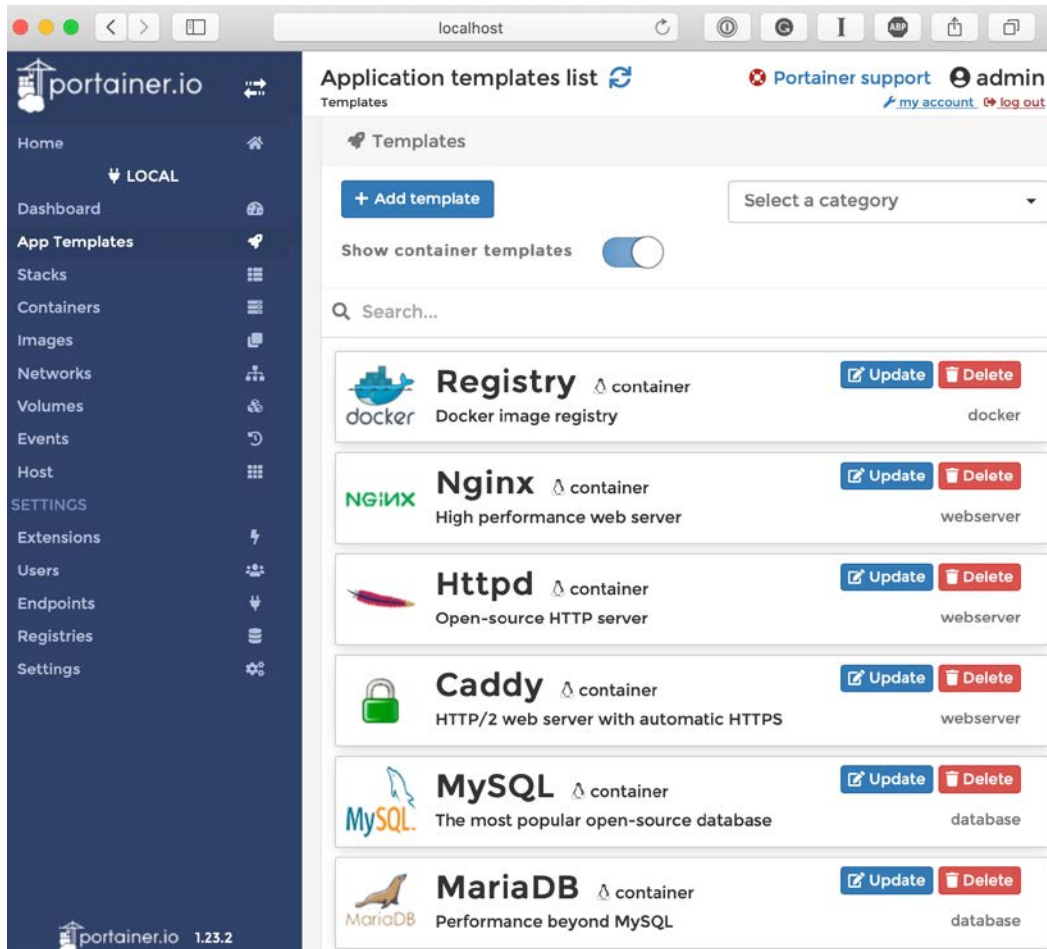 localhost
ABP
portainer.io
Application templates list
Portainer support
admin
Templates
my account
log out
Home
LOCAL
Dashboard
App Templates
Stacks
Containers
Images
Networks
Volumes
Events
Host
SETTINGS
Extensions
Users
Endpoints
Registries
Settings
portainer.io 1.23.2
Templates
+ Add template
Select a category
Show container templates
Search...
docker
Registry container
Docker image registry
Update
Delete
docker
NGINX
Nginx container
High performance web server
Update
Delete
webserver
Httpd container
Open-source HTTP server
Update
Delete
webserver
Caddy container
HTTP/2 web server with automatic HTTPS
Update
Delete
webserver
MySQL.
MySQL container
The most popular open-source database
Update
Delete
database
MariaDB
MariaDB container
Performance beyond MySQL
Update
Delete
database